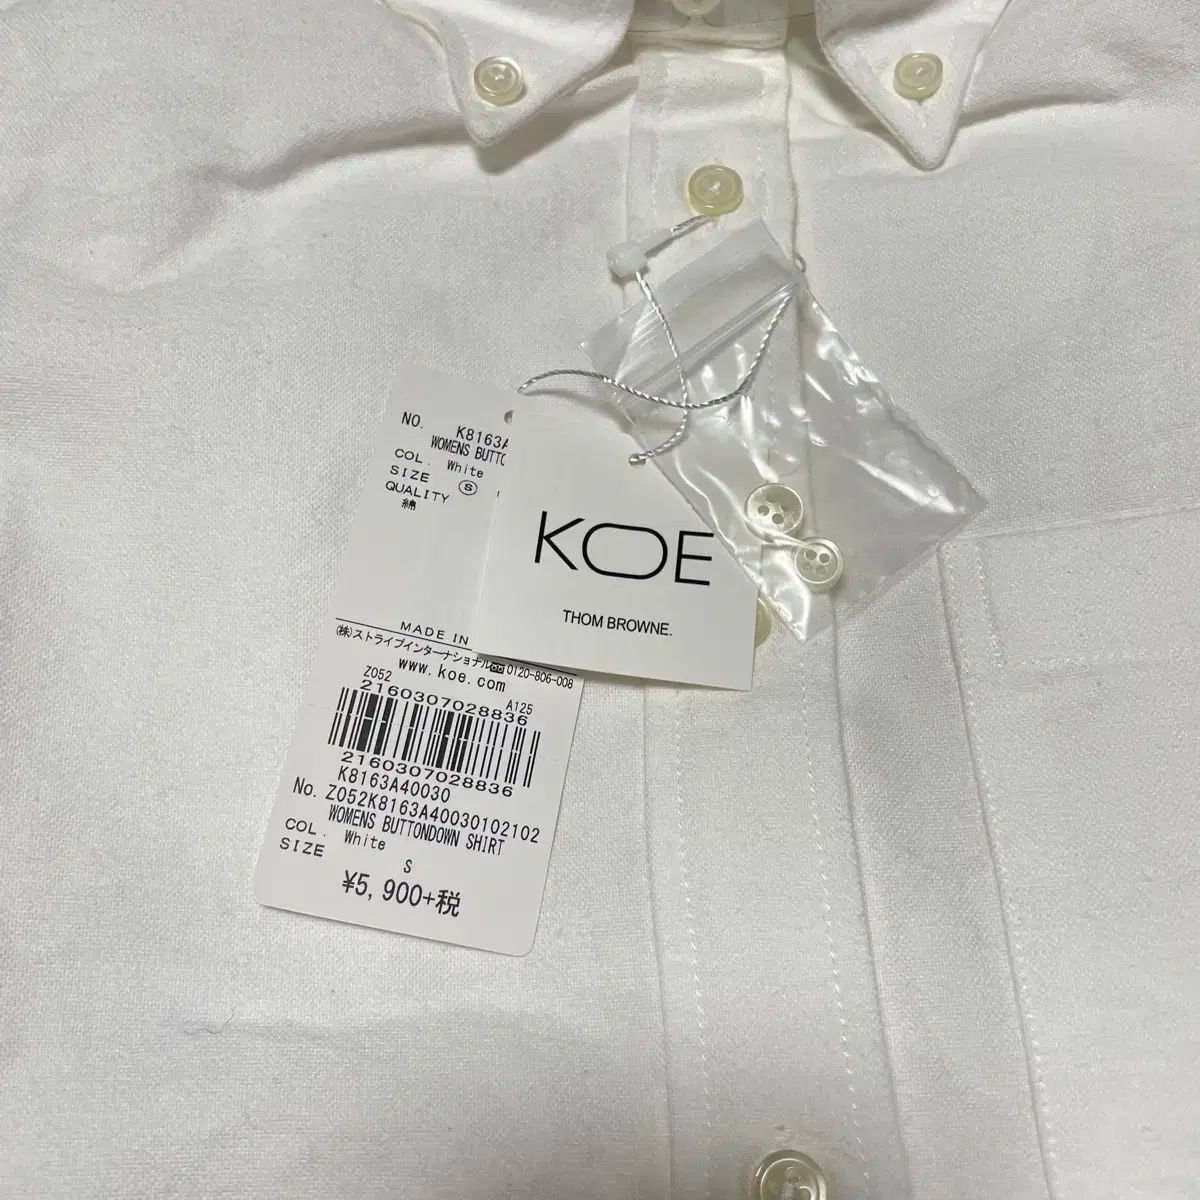 NO. K8163A
WOMENS BUTTO
COL. White
SIZE S
QUALITY
綿
MADE IN
㈱ストライプインターナショナル 0120-806-008
www.koe.com
Z052 A125
2160307028836
2160307028836
K8163A40030
No. Z052K8163A40030102102
WOMENS BUTTONDOWN SHIRT
COL. White
SIZE S
¥5,900+税
KOE
THOM BROWNE.